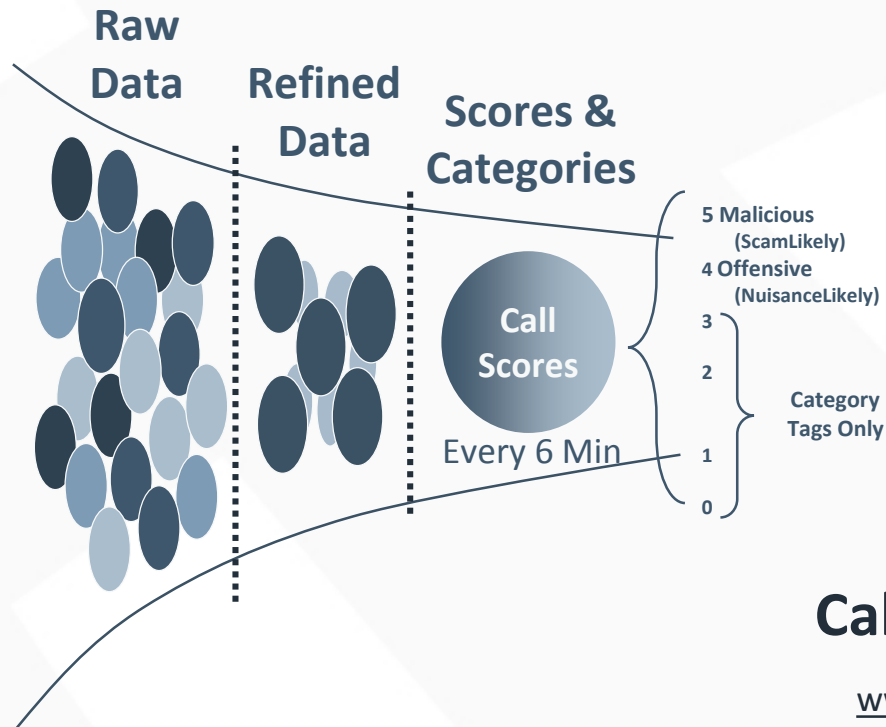 Raw
Data
Refined
Data
Scores &
Categories
Call
Scores
Every 6 Min
5 Malicious
(ScamLikely)
4 Offensive
(NuisanceLikely)
3
2
1
0
Category
Tags Only